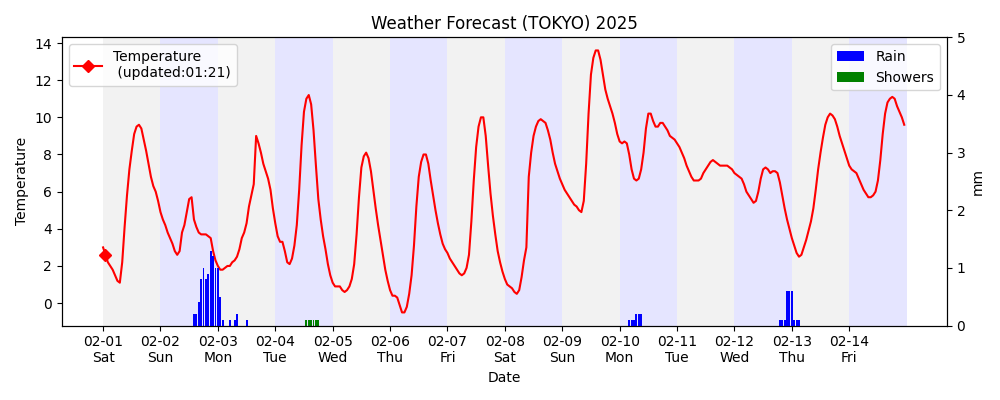 Weather Forecast (TOKYO) 2025
Temperature
(updated:01:21)
Rain
Showers
14
12
10
8
6
4
2
0
Temperature
5
4
3
2
1
0
mm
02-01 02-02 02-03 02-04 02-05 02-06 02-07 02-08 02-09 02-10 02-11 02-12 02-13 02-14
Sat Sun Mon Tue Wed Thu Fri Sat Sun Mon Tue Wed Thu Fri
Date